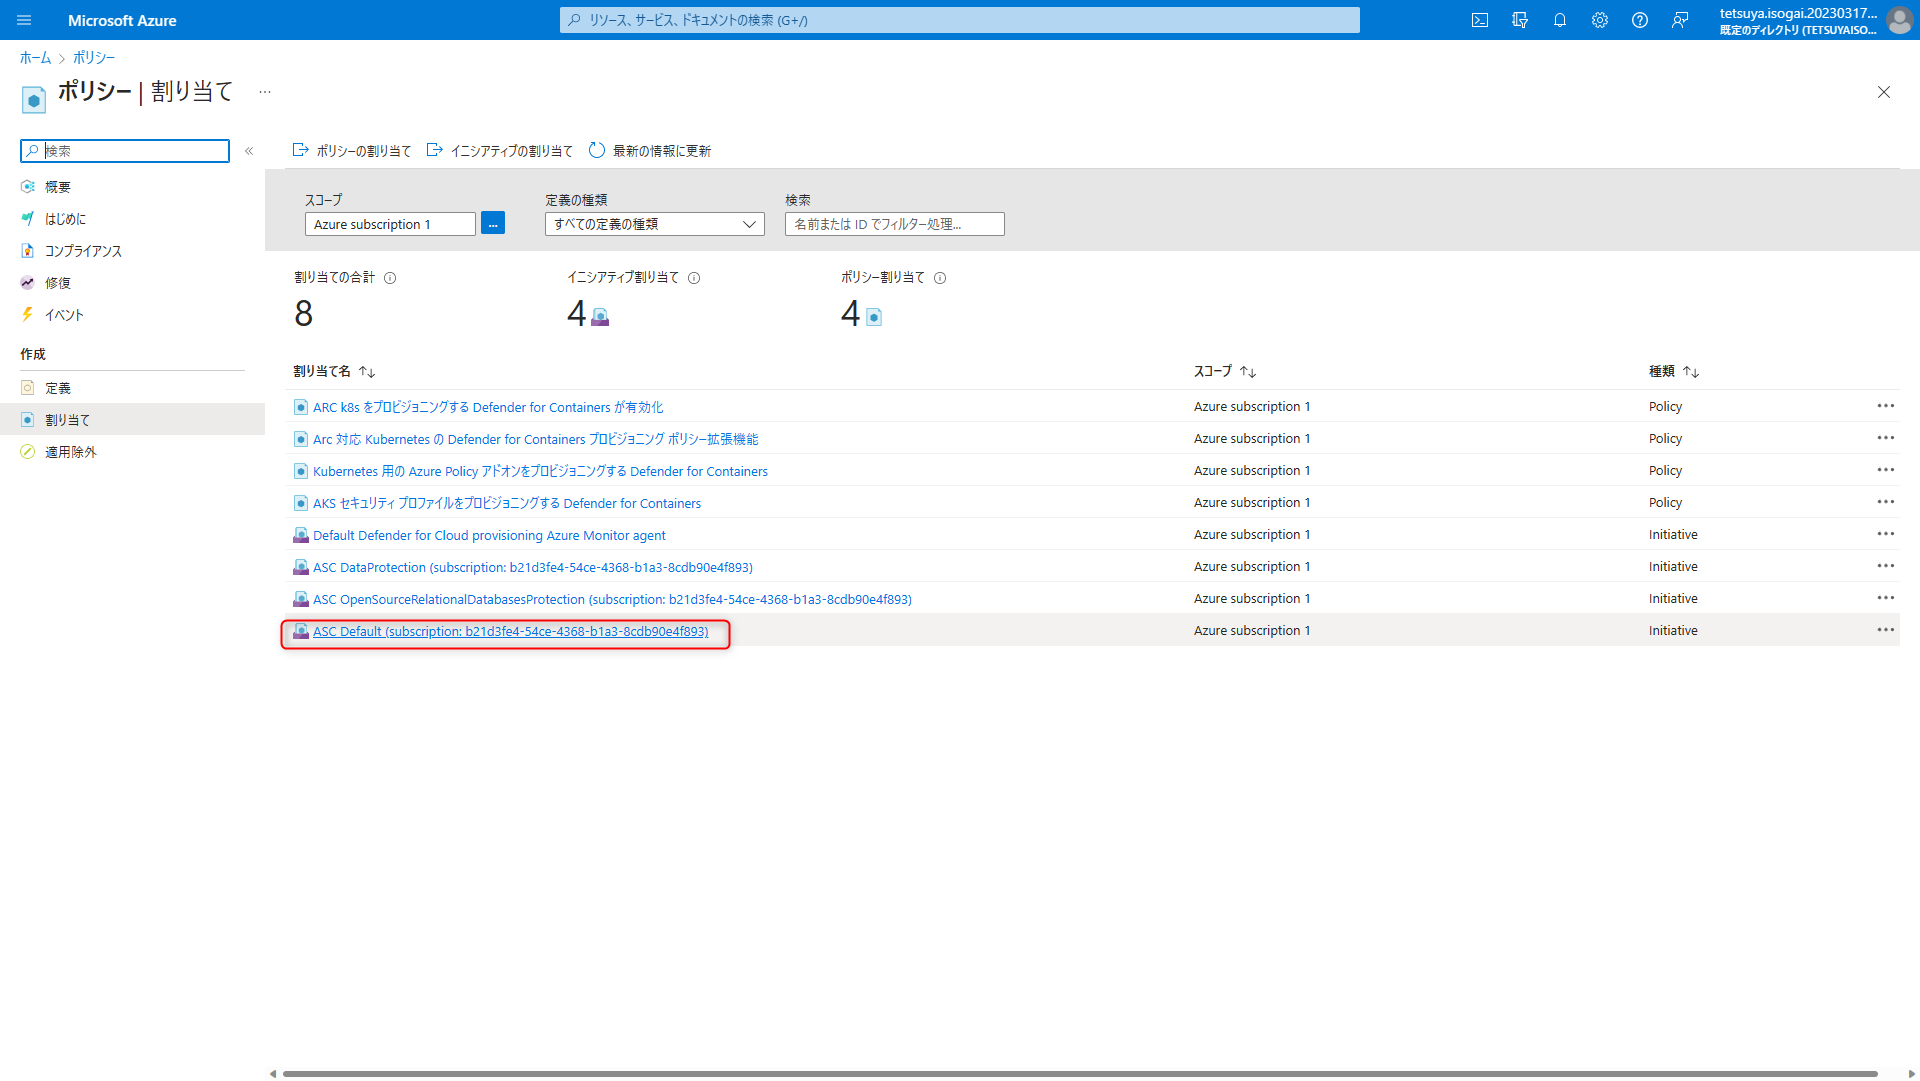 Microsoft Azure
リソース、サービス、ドキュメントの検索 (G+/)
tetsuya.isogai.20230317...
既定のディレクトリ (TETSUYAISO...
ホーム > ポリシー
ポリシー | 割り当て ...
検索
«
ポリシーの割り当て
イニシアティブの割り当て
最新の情報に更新
概要
はじめに
コンプライアンス
修復
イベント
作成
定義
割り当て
適用除外
スコープ
定義の種類
検索
Azure subscription 1
...
すべての定義の種類
名前または ID でフィルター処理...
割り当ての合計
イニシアティブ割り当て
ポリシー割り当て
8
4
4
割り当て名 ↑↓ スコープ ↑↓ 種類 ↑↓
ARC k8s をプロビジョニングする Defender for Containers が有効化 Azure subscription 1 Policy ...
Arc 対応 Kubernetes の Defender for Containers プロビジョニング ポリシー拡張機能 Azure subscription 1 Policy ...
Kubernetes 用の Azure Policy アドオンをプロビジョニングする Defender for Containers Azure subscription 1 Policy ...
AKS セキュリティ プロファイルをプロビジョニングする Defender for Containers Azure subscription 1 Policy ...
Default Defender for Cloud provisioning Azure Monitor agent Azure subscription 1 Initiative ...
ASC DataProtection (subscription: b21d3fe4-54ce-4368-b1a3-8cdb90e4f893) Azure subscription 1 Initiative ...
ASC OpenSourceRelationalDatabasesProtection (subscription: b21d3fe4-54ce-4368-b1a3-8cdb90e4f893) Azure subscription 1 Initiative ...
ASC Default (subscription: b21d3fe4-54ce-4368-b1a3-8cdb90e4f893) Azure subscription 1 Initiative ...